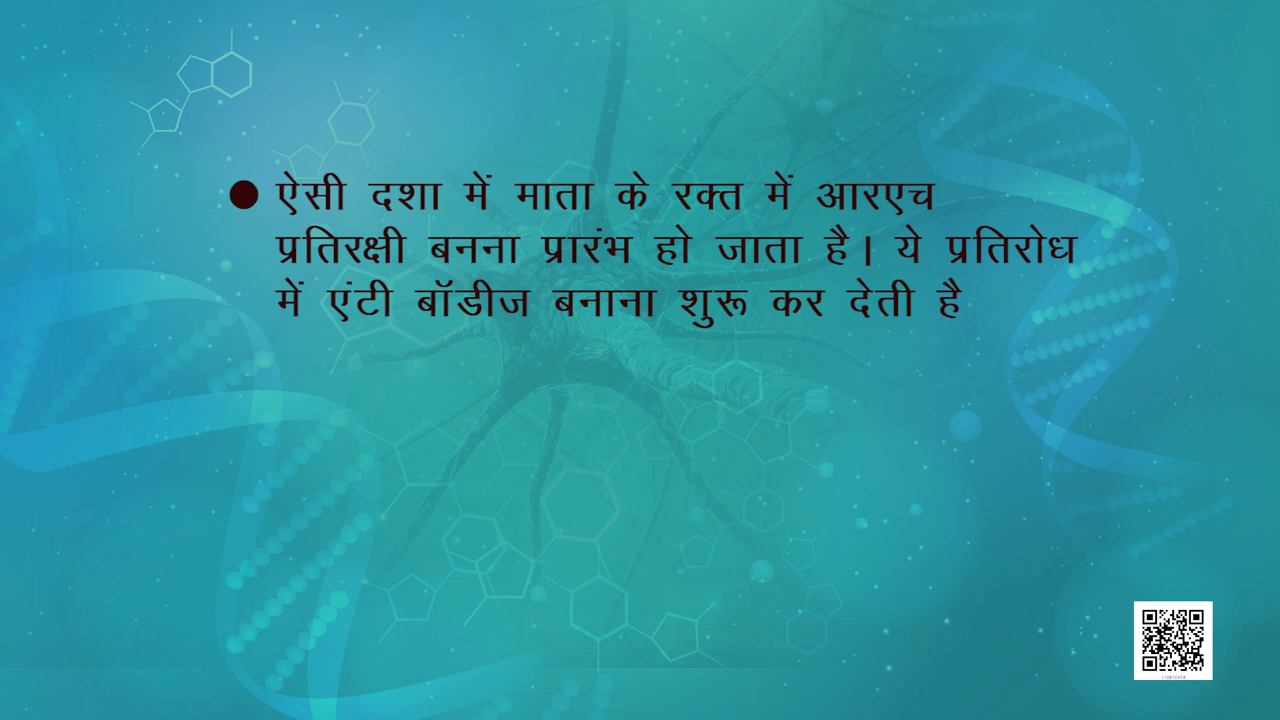 ● ऐसी दशा में माता के रक्त में आरएच
प्रतिरक्षी बनना प्रारंभ हो जाता है। ये प्रतिरोध
में एंटी बॉडीज बनाना शुरू कर देती है